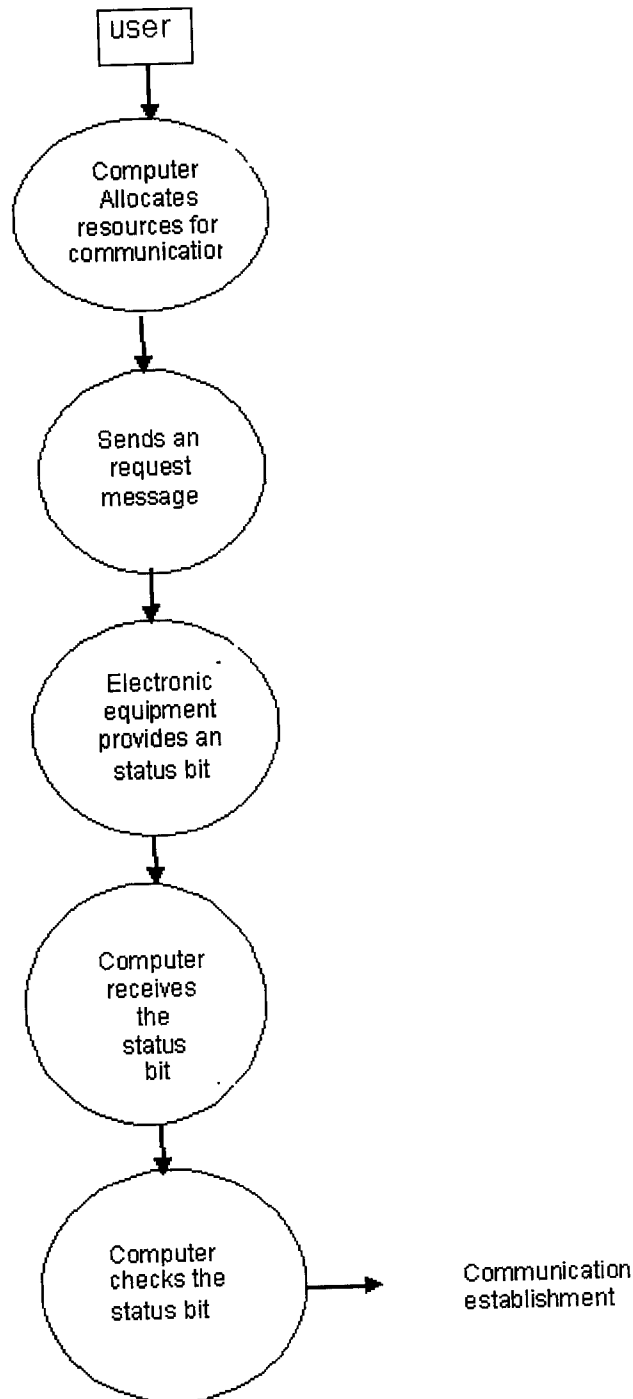 user
Computer
Allocates
resources for
communication
Sends an
request
message
Electronic
equipment
provides an
status bit
Computer
receives
the
status
bit
Computer
checks the
status bit
Communication
establishment